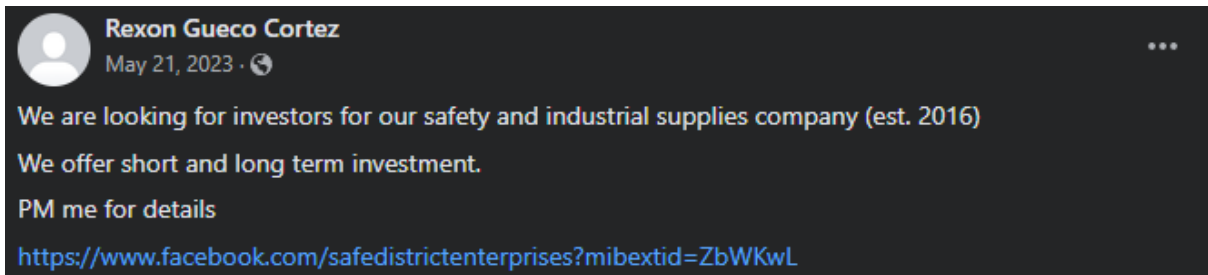 Rexon Gueco Cortez
May 21, 2023 ·
We are looking for investors for our safety and industrial supplies company (est. 2016)
We offer short and long term investment.
PM me for details
https://www.facebook.com/safedistrictenterprises?mibextid=ZbWKwL